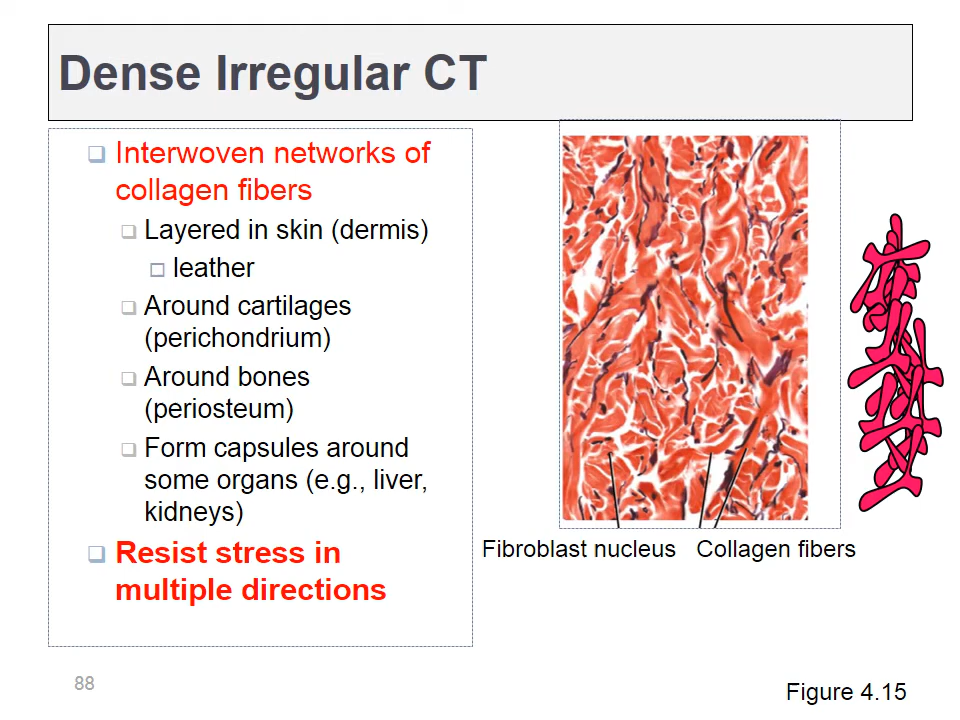 Dense Irregular CT
Interwoven networks of
collagen fibers
Layered in skin (dermis)
leather
Around cartilages
(perichondrium)
Around bones
(periosteum)
Form capsules around
some organs (e.g., liver,
kidneys)
Resist stress in
multiple directions
Fibroblast nucleus
Collagen fibers
88
Figure 4.15